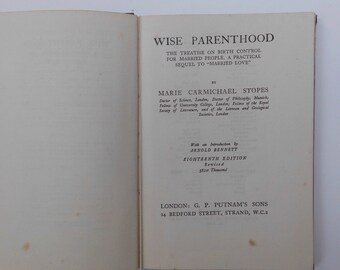 WISE PARENTHOOD
THE TREATISE ON BIRTH CONTROL
FOR MARRIED PEOPLE. A PRACTICAL
SEQUEL TO "MARRIED LOVE"
BY
MARIE CARMICHAEL STOPES
Doctor of Science, London, Doctor of Philosophy, Munich,
Fellow of University College, London, Fellow of the Royal
Society of Literature, and of the Linnean and Geological
Societies, London
With an Introduction by
ARNOLD BENNETT
EIGHTEENTH EDITION
Revised
Thousand
LONDON: G. P. PUTNAM'S SONS
24 BEDFORD STREET, STRAND, W.C.2